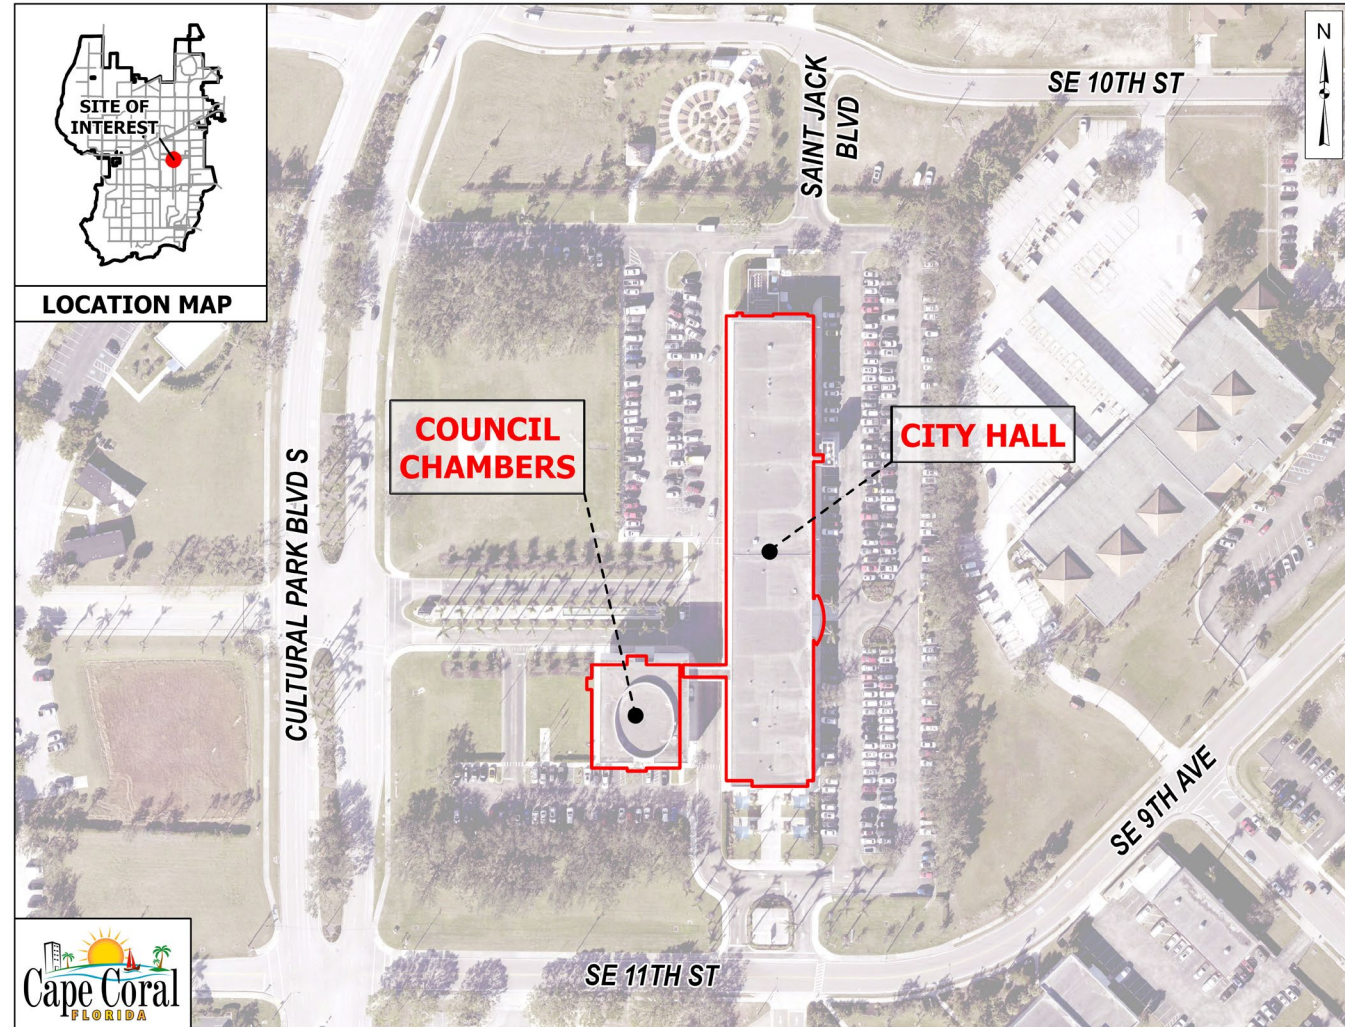 SITE OF
INTEREST
LOCATION MAP
N
SE 10TH ST
SAINT JACK
BLVD
COUNCIL
CHAMBERS
CITY HALL
CULTURAL PARK BLVD S
SE 9TH AVE
SE 11TH ST
Cape Coral
FLORIDA